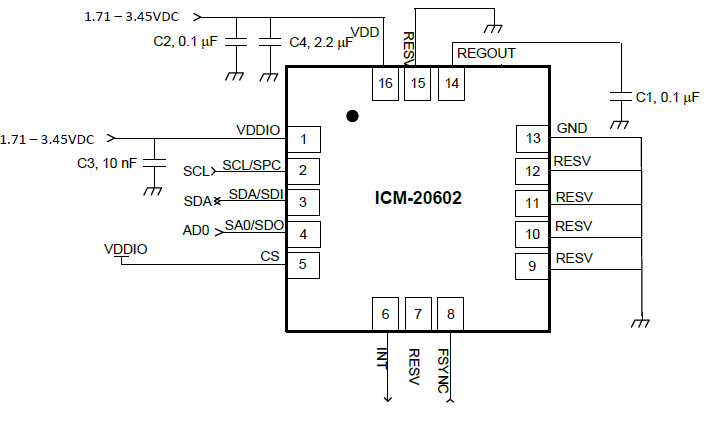 1.71 – 3.45VDC
C2, 0.1 µF
C4, 2.2 µF
VDD
RESV
REGOUT
16
15
14
C1, 0.1 µF
1.71 – 3.45VDC
VDDIO
1
C3, 10 nF
SCL
SCL/SPC
2
SDA
SDA/SDI
3
AD0
SA0/SDO
4
VDDIO
CS
5
ICM-20602
13
GND
12
RESV
11
RESV
10
RESV
9
RESV
6
7
8
INT
RESV
FSYNC